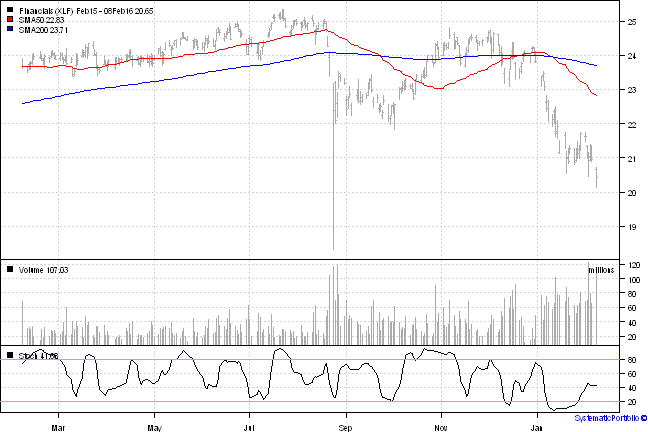 Financials (XLF) Feb15 - 08Feb16 20.65
SMA50 22.83
SMA200 23.71
25
24
23
22
21
20
19
Volume 107.03
millions
120
100
80
60
40
20
Stoch
80
60
40
20
Mar
May
Jul
Sep
Nov
Jan
SystematicPortfolio ©